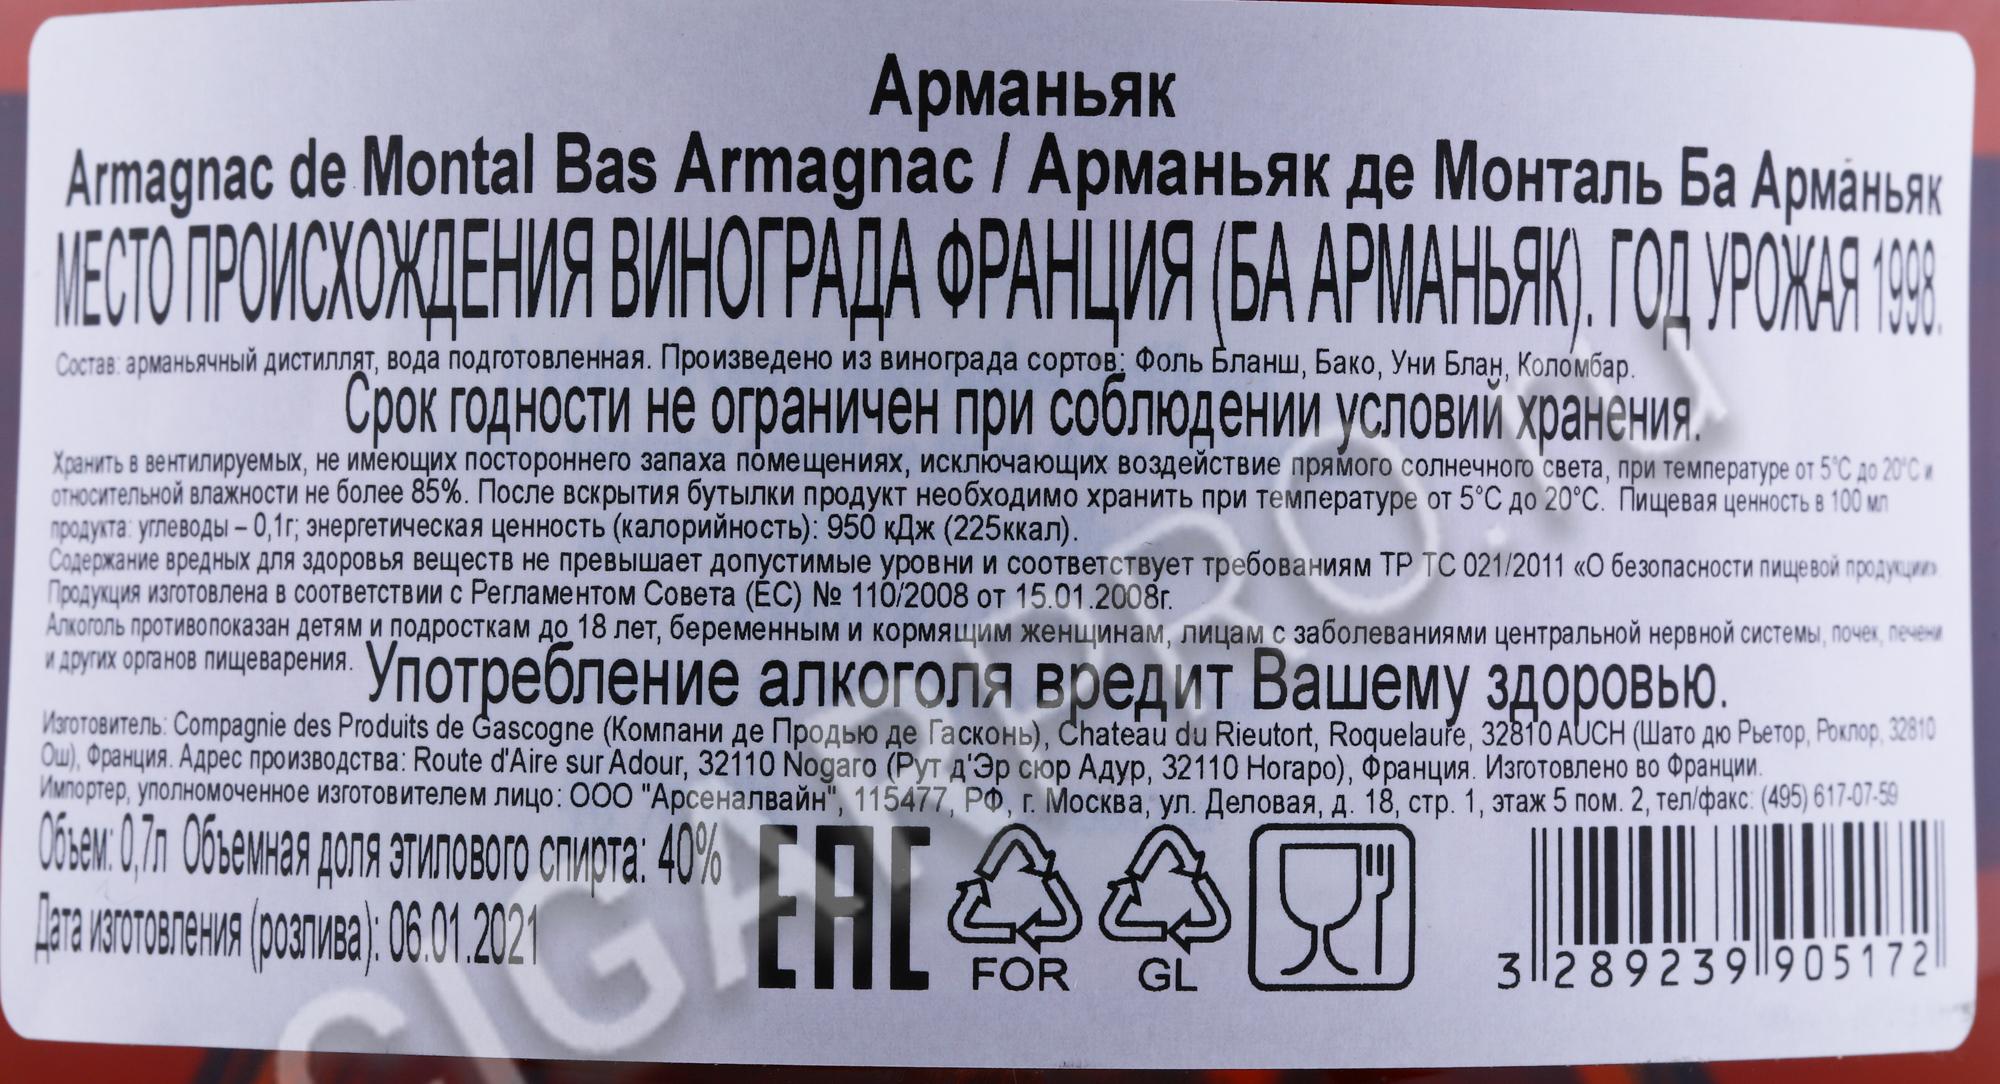 Арманьяк
Armagnac de Montal Bas Armagnac / Арманьяк де Монталь Ба Арманьяк
МЕСТО ПРОИСХОЖДЕНИЯ ВИНОГРАДА ФРАНЦИЯ (БА АРМАНЬЯК). ГОД УРОЖАЯ 1998.
Состав: арманьячный дистиллят, вода подготовленная. Произведено из винограда сортов: Фоль Бланш, Бако, Уни Блан, Коломбар.
Срок годности не ограничен при соблюдении условий хранения.
Хранить в вентилируемых, не имеющих постороннего запаха помещениях, исключающих воздействие прямого солнечного света, при температуре от 5°С до 20°С и
относительной влажности не более 85%. После вскрытия бутылки продукт необходимо хранить при температуре от 5°С до 20°С. Пищевая ценность в 100 мл
продукта: углеводы – 0,1г; энергетическая ценность (калорийность): 950 кДж (225ккал).
Содержание вредных для здоровья веществ не превышает допустимые уровни и соответствует требованиям ТР ТС 021/2011 «О безопасности пищевой продукции».
Продукция изготовлена в соответствии с Регламентом Совета (ЕС) № 110/2008 от 15.01.2008г.
Алкоголь противопоказан детям и подросткам до 18 лет, беременным и кормящим женщинам, лицам с заболеваниями центральной нервной системы, почек, печени
и других органов пищеварения.
Употребление алкоголя вредит Вашему здоровью.
Изготовитель: Compagnie des Produits de Gascogne (Компани де Продью де Гасконь), Chateau du Rieutort, Roquelaure, 32810 AUCH (Шато дю Рьетор, Роклор, 32810
Ош), Франция. Адрес производства: Route d'Aire sur Adour, 32110 Nogaro (Рут д'Эр сюр Адур, 32110 Ногаро), Франция. Изготовлено во Франции.
Импортер, уполномоченное изготовителем лицо: ООО "Арсеналвайн", 115477, РФ, г. Москва, ул. Деловая, д. 18, стр. 1, этаж 5 пом. 2, тел/факс: (495) 617-07-59
Объем: 0,7л Объемная доля этилового спирта: 40%
Дата изготовления (розлива): 06.01.2021
EAC
FOR
GL
3 289239 905172
CIGARPRO.ru